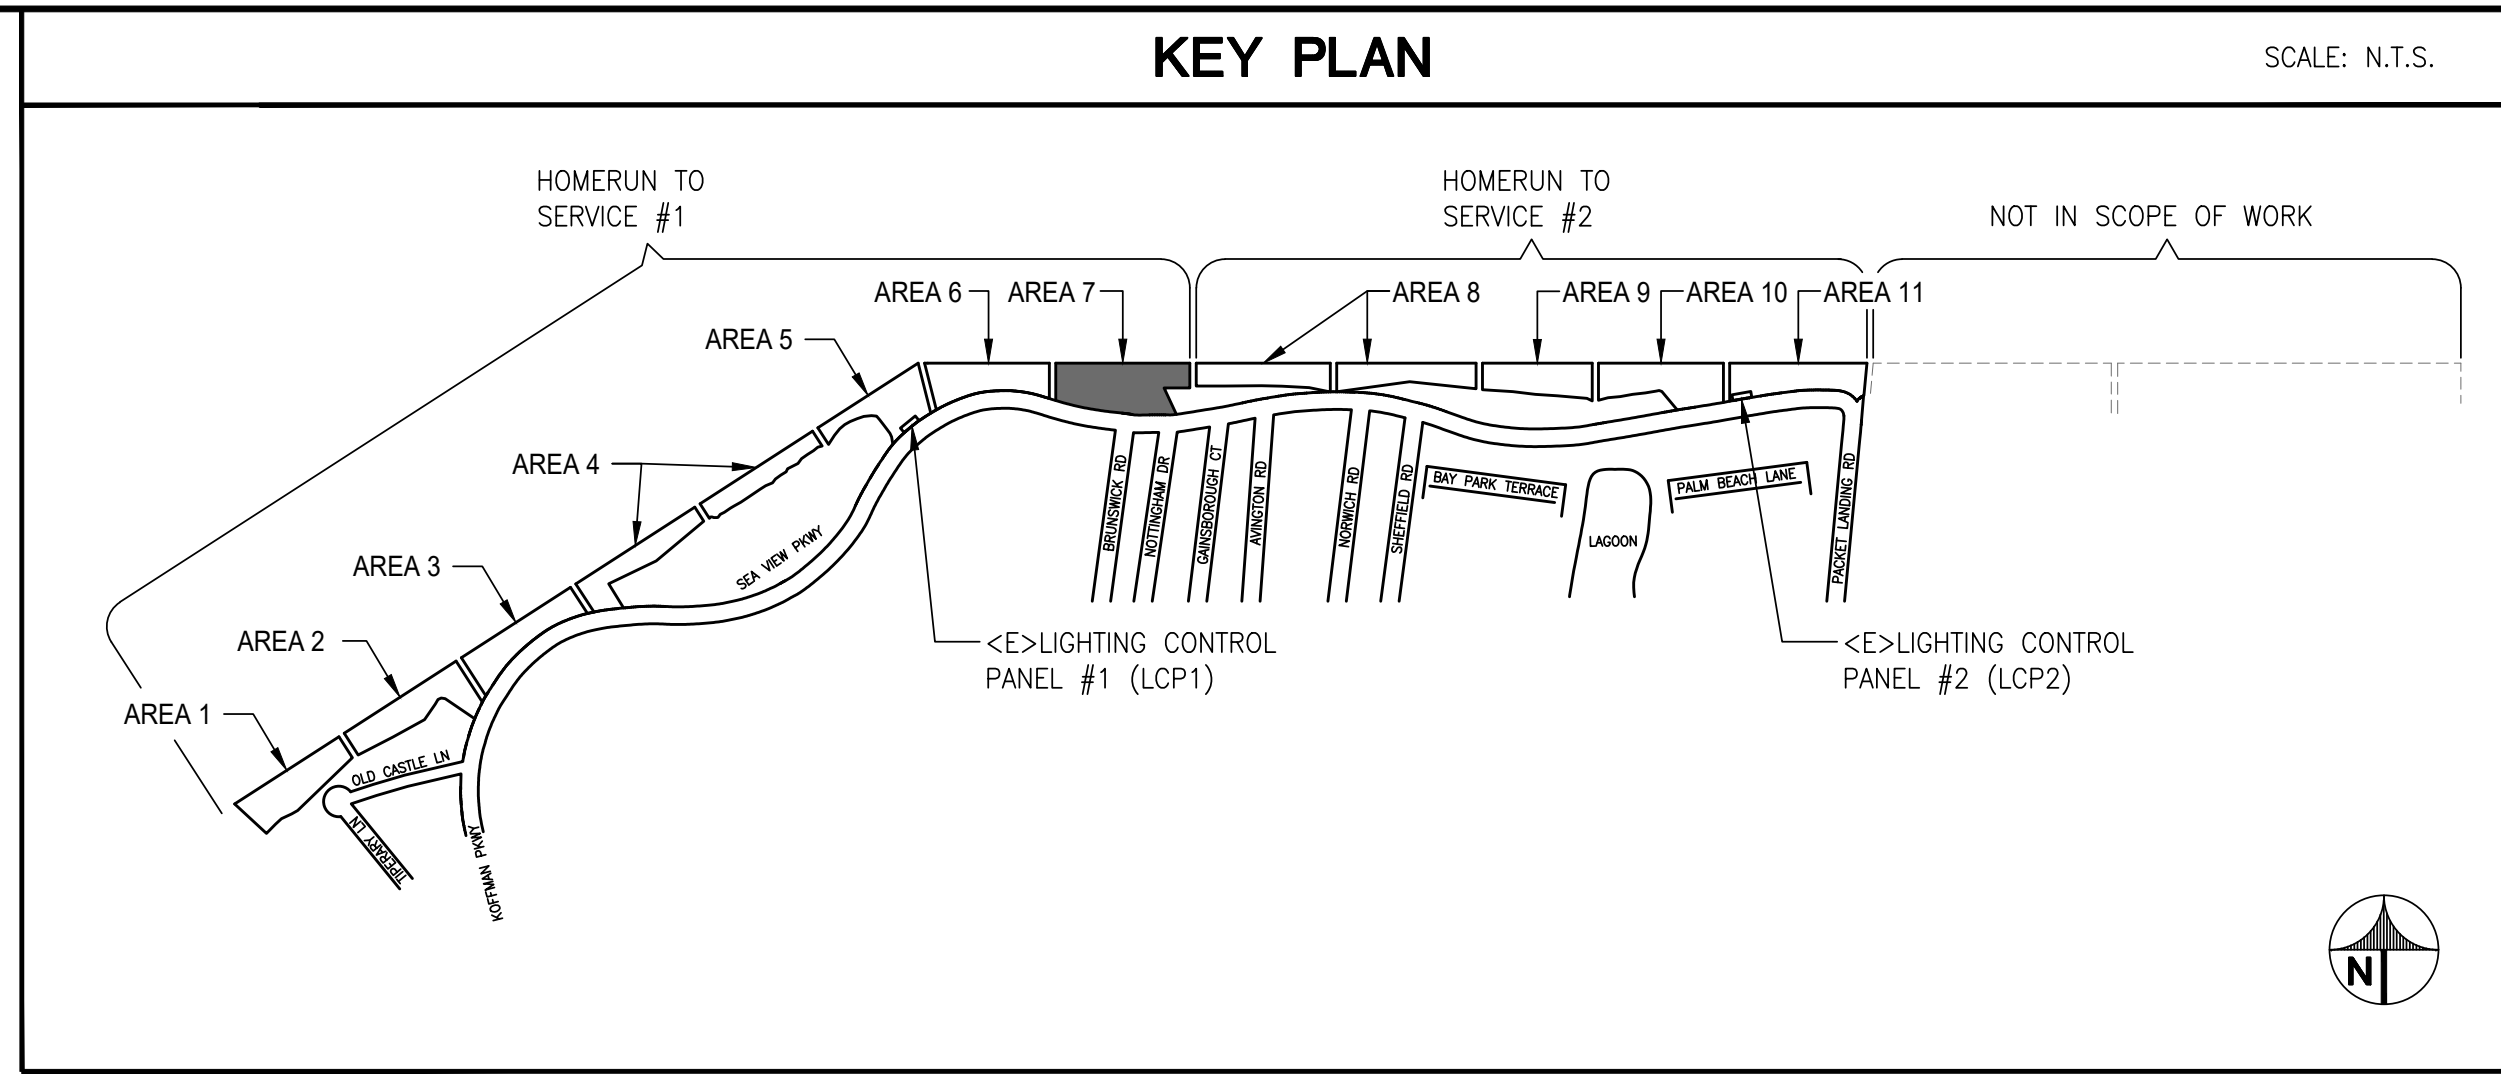 KEY PLAN
SCALE: N.T.S.
HOMERUN TO
SERVICE #1
HOMERUN TO
SERVICE #2
NOT IN SCOPE OF WORK
AREA 6
AREA 7
AREA 8
AREA 9
AREA 10
AREA 11
AREA 5
AREA 4
AREA 3
AREA 2
AREA 1
SEA VIEW PKWY
BRUNSWICK RD
NOTTINGHAM DR
GAINSBOROUGH CT
AVINGTON RD
NORWICH RD
SHEFFIELD RD
BAY PARK TERRACE
LAGOON
PALM BEACH LANE
PACKET LANDING RD
<E>LIGHTING CONTROL
PANEL #1 (LCP1)
<E>LIGHTING CONTROL
PANEL #2 (LCP2)
OLD CASTLE LN
TIPERARY LN
KOFFMAN PKWY
N